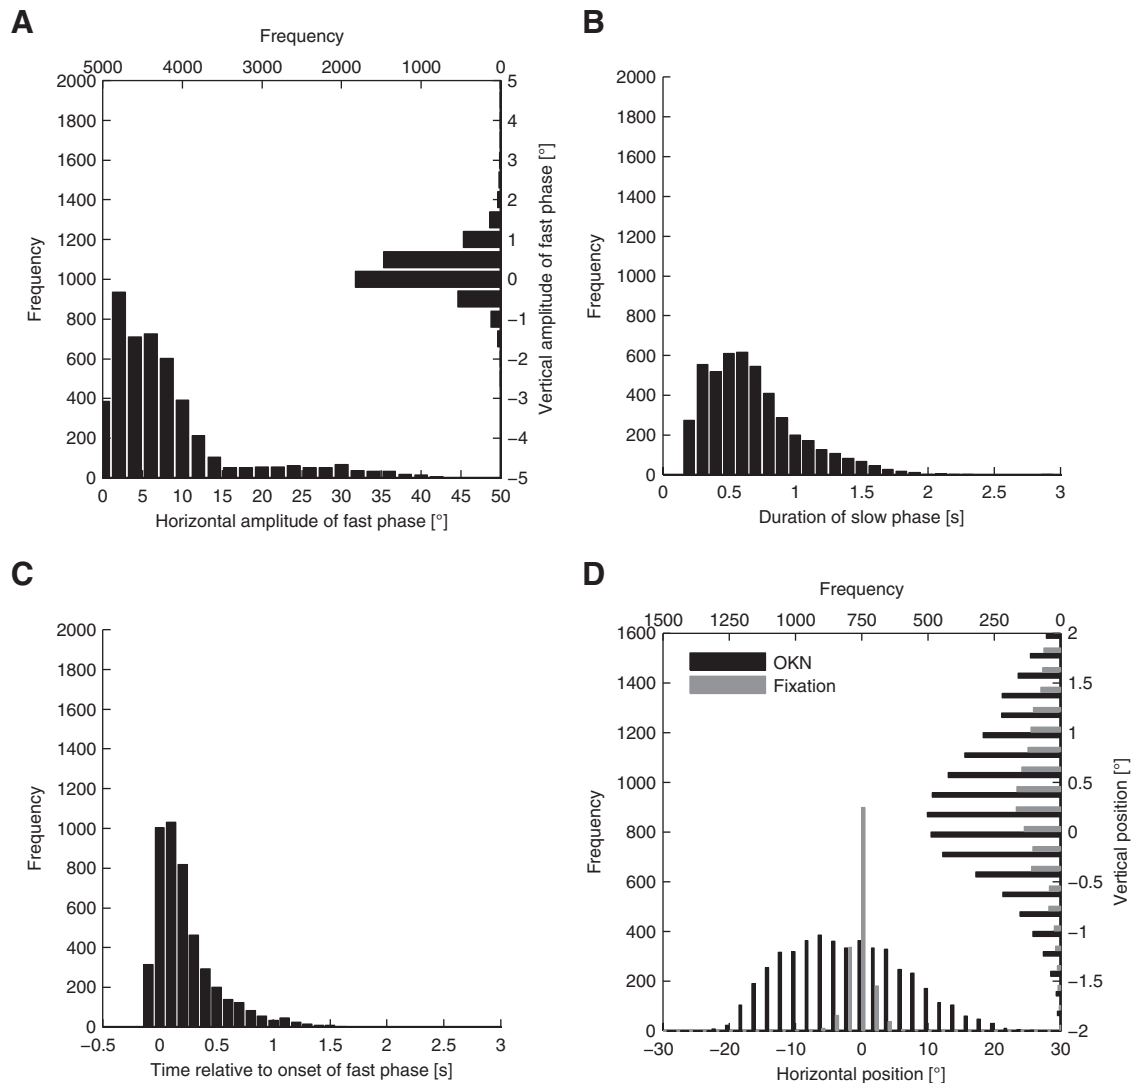 A
Frequency
5000 4000 3000 2000 1000 0
2000 1800 1600 1400 1200 1000 800 600 400 200 0
Frequency
5 4 3 2 1 0 −1 −2 −3 −4 −5
Vertical amplitude of fast phase [°]
0 5 10 15 20 25 30 35 40 45 50
Horizontal amplitude of fast phase [°]
B
2000 1800 1600 1400 1200 1000 800 600 400 200 0
Frequency
0 0.5 1 1.5 2 2.5 3
Duration of slow phase [s]
C
2000 1800 1600 1400 1200 1000 800 600 400 200 0
Frequency
−0.5 0 0.5 1 1.5 2 2.5 3
Time relative to onset of fast phase [s]
D
Frequency
1500 1250 1000 750 500 250 0
1600 1400 1200 1000 800 600 400 200 0
Frequency
OKN
Fixation
2 1.5 1 0.5 0 −0.5 −1 −1.5 −2
Vertical position [°]
−30 −20 −10 0 10 20 30
Horizontal position [°]